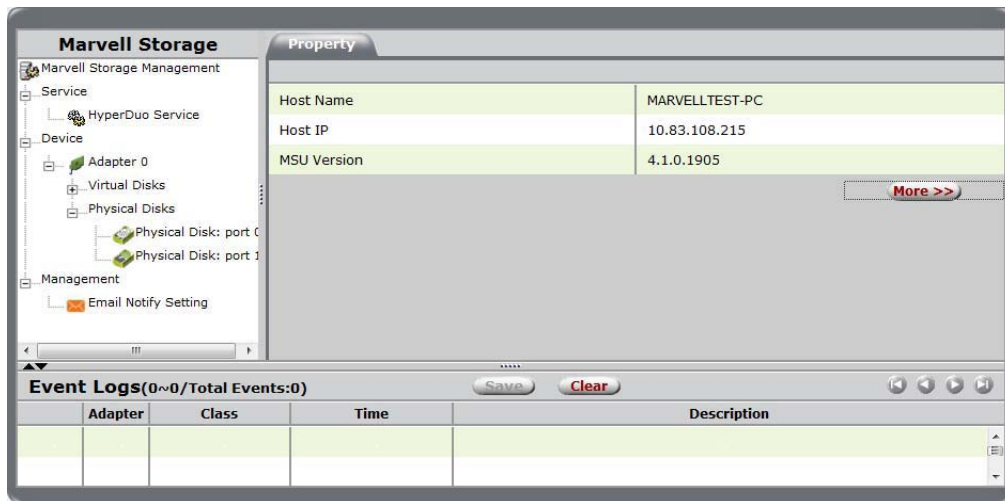 Marvell Storage
Marvell Storage Management
Service
HyperDuo Service
Device
Adapter 0
Virtual Disks
Physical Disks
Physical Disk: port 0
Physical Disk: port 1
Management
Email Notify Setting
Property
Host Name MARVELLTEST-PC
Host IP 10.83.108.215
MSU Version 4.1.0.1905
More >>
Event Logs(0~0/Total Events:0) Save Clear
Adapter Class Time Description